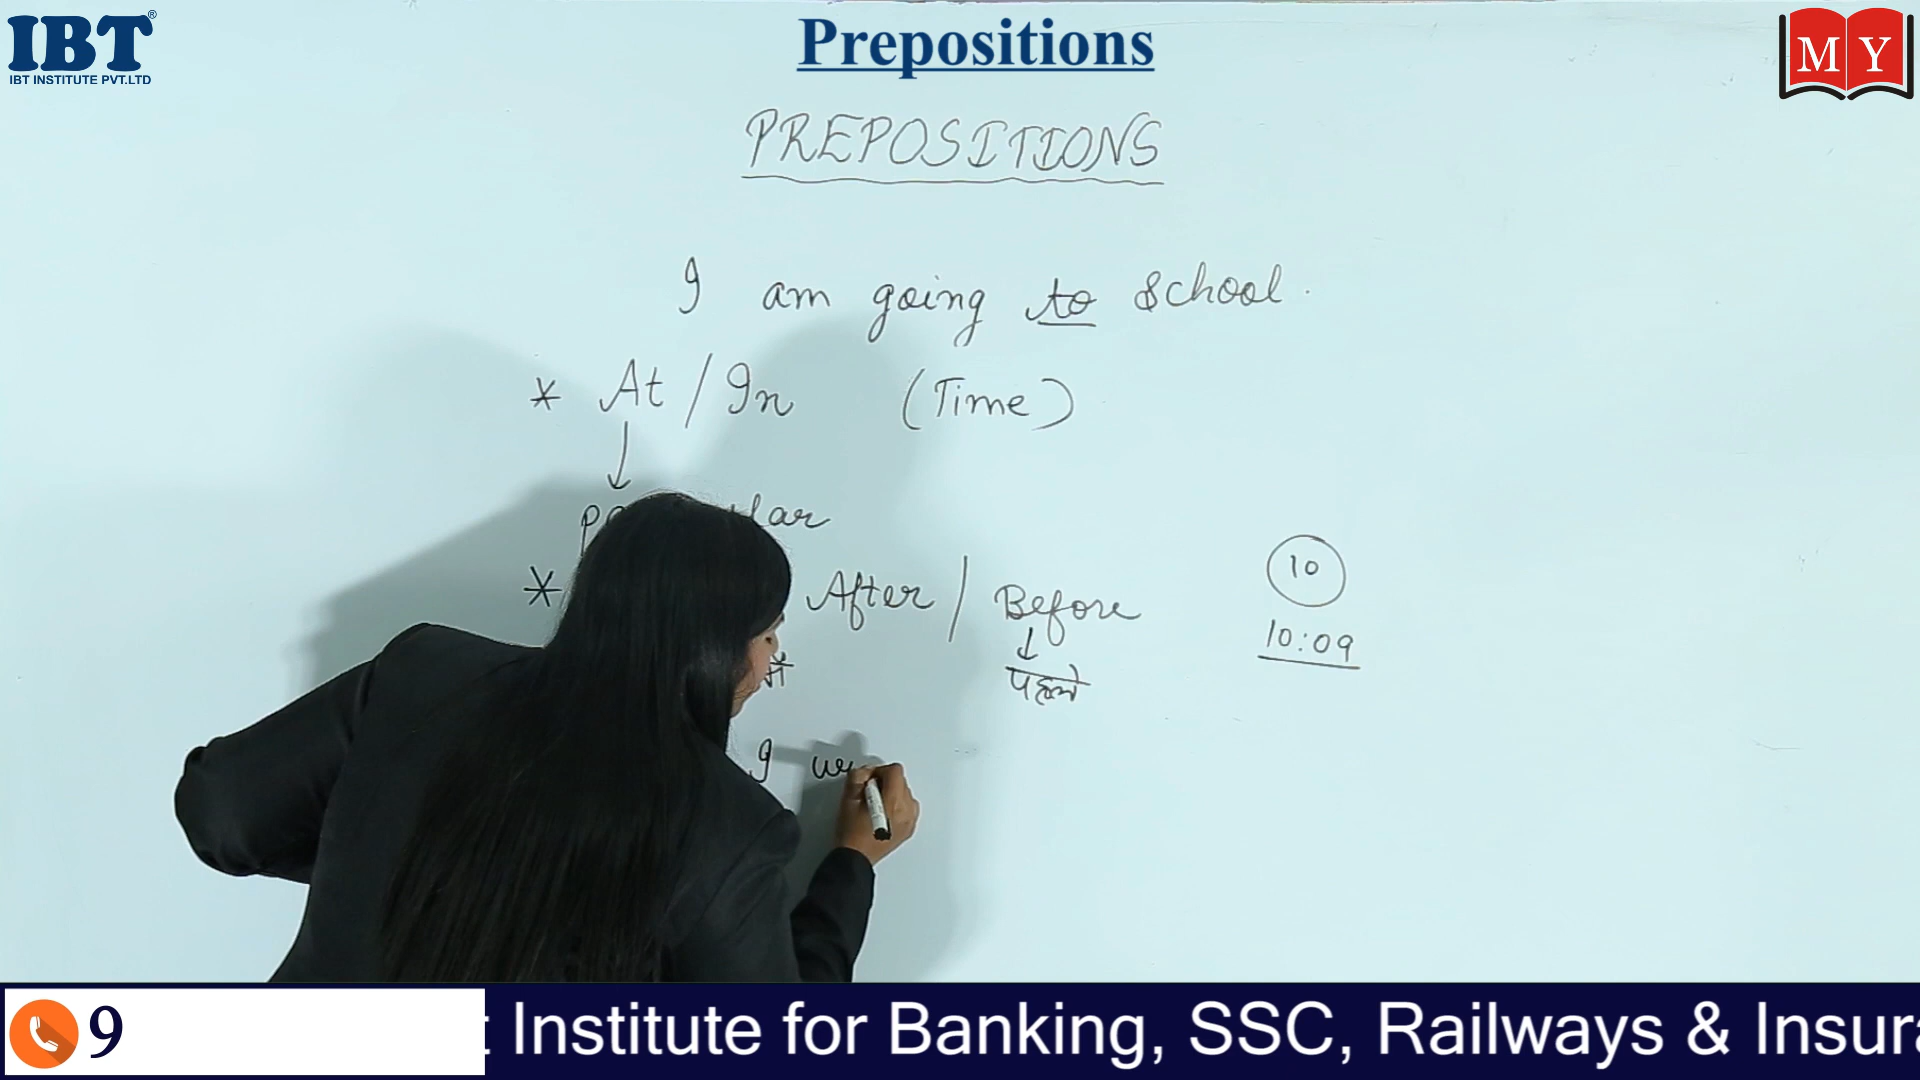 IBT®
IBT INSTITUTE PVT.LTD
Prepositions
MY
PREPOSITIONS
I am going to School.
* At / In (Time)
↓
* After / Before
10
10:09
↓
में
पहले
I
9
Institute for Banking, SSC, Railways & Insura